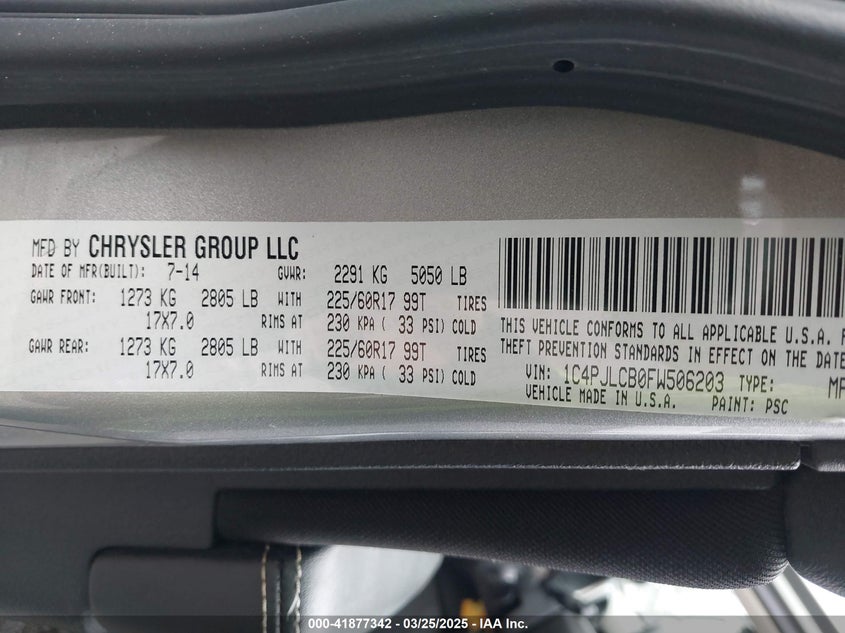 MFD BY CHRYSLER GROUP LLC
DATE OF MFR(BUILT): 7-14 GVWR: 2291 KG 5050 LB
GAWR FRONT: 1273 KG 2805 LB WITH 225/60R17 99T TIRES
17X7.0 RIMS AT 230 KPA ( 33 PSI) COLD
GAWR REAR: 1273 KG 2805 LB WITH 225/60R17 99T TIRES
17X7.0 RIMS AT 230 KPA ( 33 PSI) COLD
THIS VEHICLE CONFORMS TO ALL APPLICABLE U.S.A. F
THEFT PREVENTION STANDARDS IN EFFECT ON THE DATE
VIN: 1C4PJLCB0FW506203 TYPE:
VEHICLE MADE IN U.S.A. PAINT: PSC
000-41877342 — 03/25/2025 — IAA Inc.